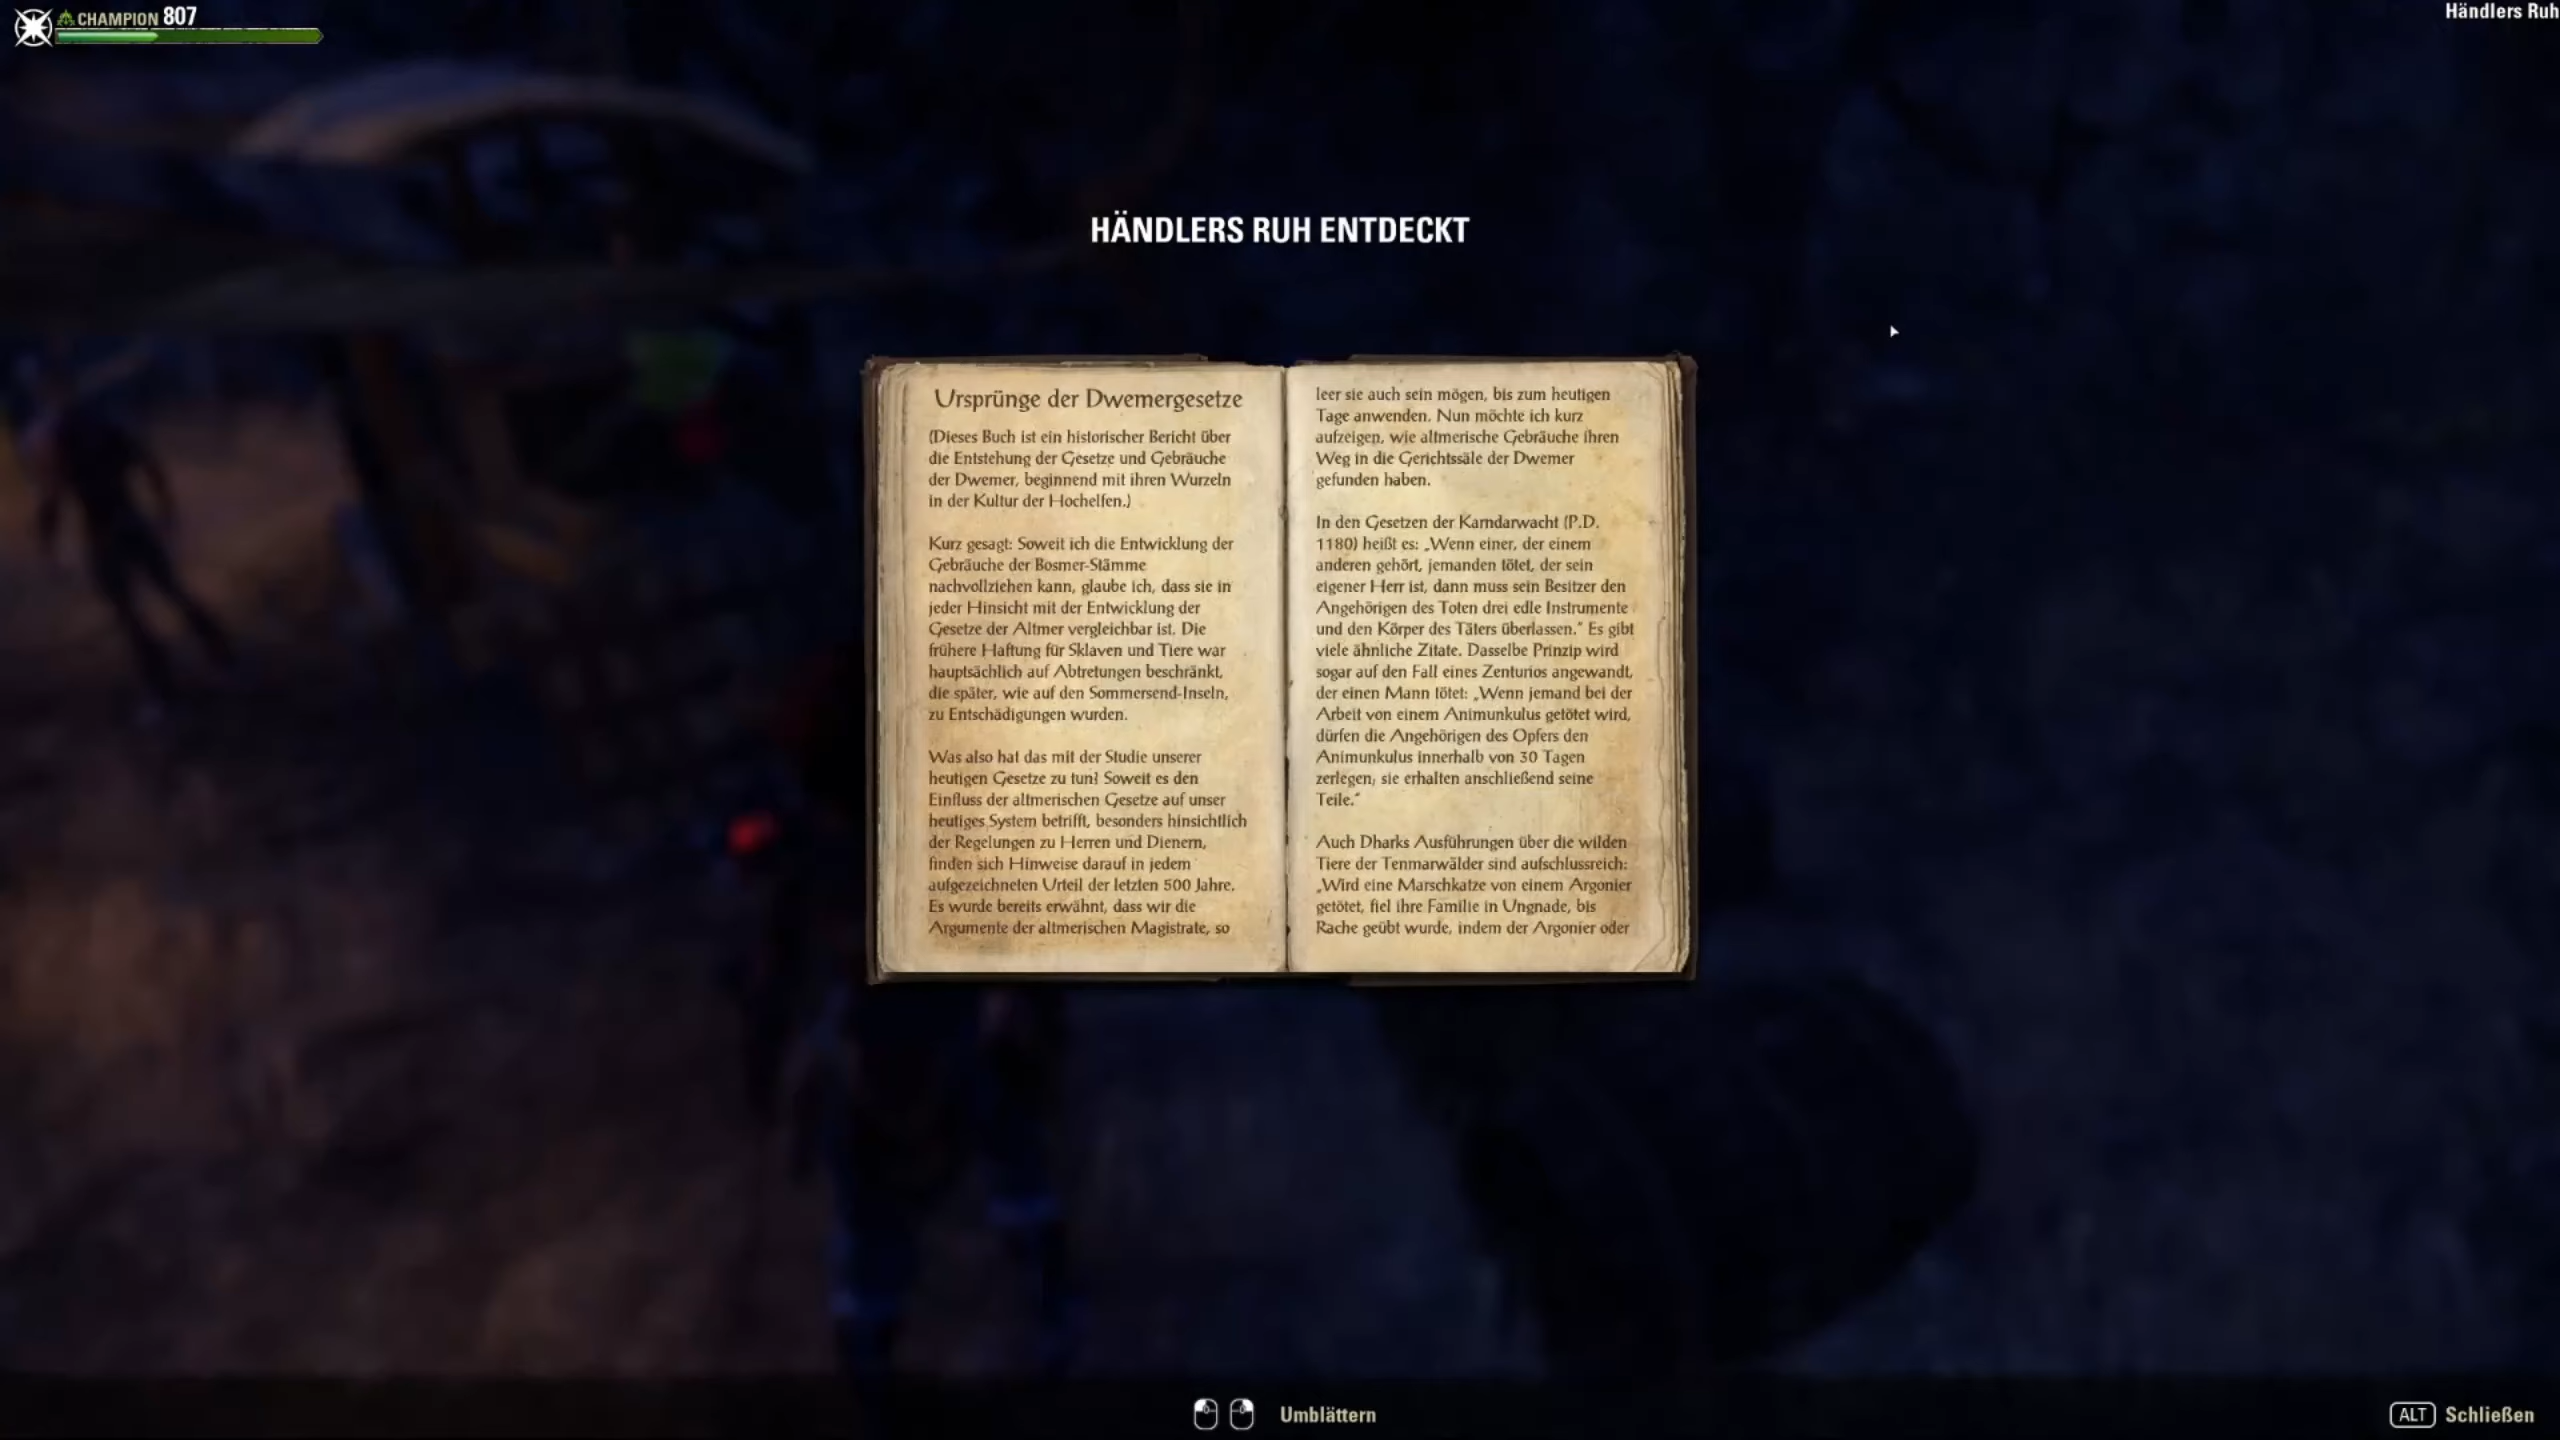 CHAMPION 807
Händlers Ruh
HÄNDLERS RUH ENTDECKT
Ursprünge der Dwemergesetze
(Dieses Buch ist ein historischer Bericht über
die Entstehung der Gesetze und Gebräuche
der Dwemer, beginnend mit ihren Wurzeln
in der Kultur der Hochelfen.)
Kurz gesagt: Soweit ich die Entwicklung der
Gebräuche der Bosmer-Stämme
nachvollziehen kann, glaube ich, dass sie in
jeder Hinsicht mit der Entwicklung der
Gesetze der Altmer vergleichbar ist. Die
frühere Haftung für Sklaven und Tiere war
hauptsächlich auf Abtretungen beschränkt,
die später, wie auf den Sommersend-Inseln,
zu Entschädigungen wurden.
Was also hat das mit der Studie unserer
heutigen Gesetze zu tun? Soweit es den
Einfluss der altmerischen Gesetze auf unser
heutiges System betrifft, besonders hinsichtlich
der Regelungen zu Herren und Dienern,
finden sich Hinweise darauf in jedem
aufgezeichneten Urteil der letzten 500 Jahre.
Es wurde bereits erwähnt, dass wir die
Argumente der altmerischen Magistrate, so
leer sie auch sein mögen, bis zum heutigen
Tage anwenden. Nun möchte ich kurz
aufzeigen, wie altmerische Gebräuche ihren
Weg in die Gerichtssäle der Dwemer
gefunden haben.
In den Gesetzen der Karndarwacht (P.D.
1180) heißt es: „Wenn einer, der einem
anderen gehört, jemanden tötet, der sein
eigener Herr ist, dann muss sein Besitzer den
Angehörigen des Toten drei edle Instrumente
und den Körper des Täters überlassen.“ Es gibt
viele ähnliche Zitate. Dasselbe Prinzip wird
sogar auf den Fall eines Zenturios angewandt,
der einen Mann tötet: „Wenn jemand bei der
Arbeit von einem Animunkulus getötet wird,
dürfen die Angehörigen des Opfers den
Animunkulus innerhalb von 30 Tagen
zerlegen; sie erhalten anschließend seine
Teile.“
Auch Dharks Ausführungen über die wilden
Tiere der Tenmarwälder sind aufschlussreich:
„Wird eine Marschkatze von einem Argonier
getötet, fiel ihre Familie in Ungnade, bis
Rache geübt wurde, indem der Argonier oder
Umblättern
ALT Schließen